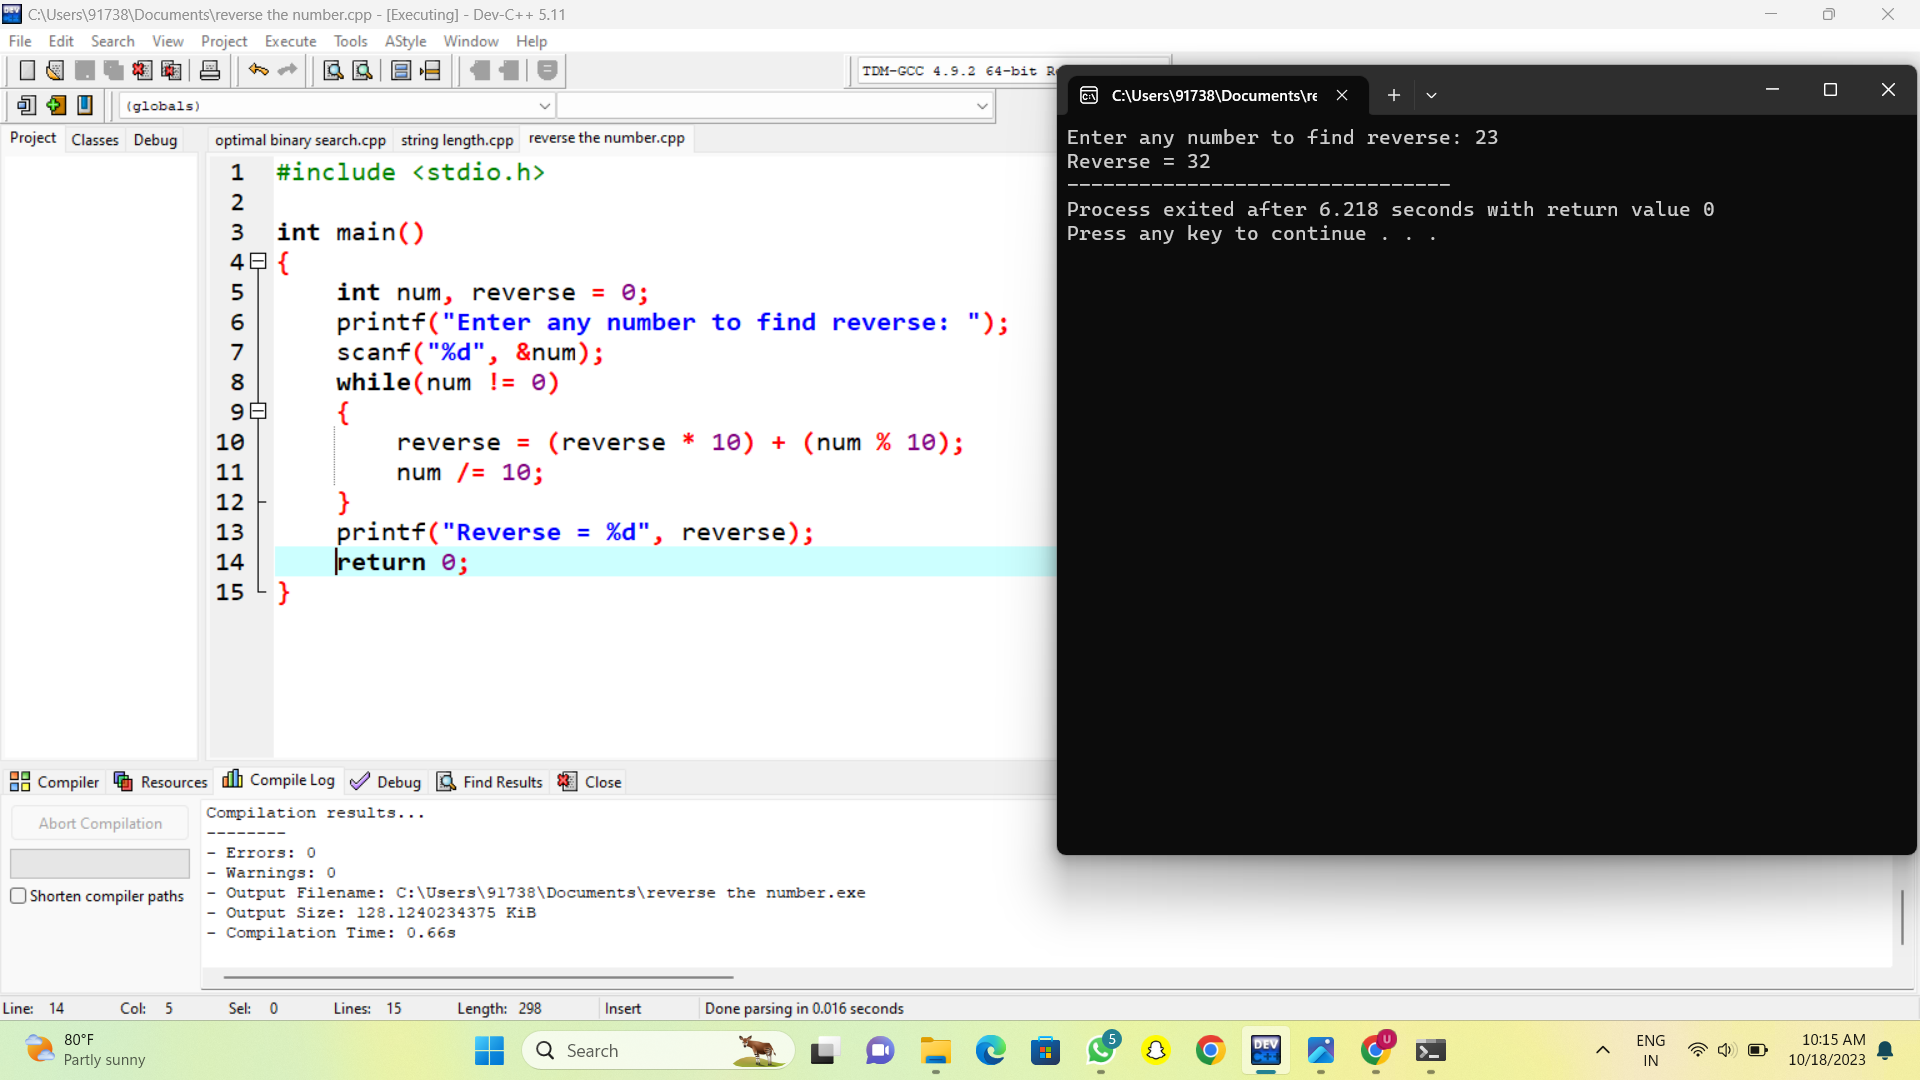 C:\Users\91738\Documents\reverse the number.cpp - [Executing] - Dev-C++ 5.11
File Edit Search View Project Execute Tools AStyle Window Help
TDM-GCC 4.9.2 64-bit Re
(globals)
Project Classes Debug
optimal binary search.cpp string length.cpp reverse the number.cpp
1 #include <stdio.h>
2
3 int main()
4 {
5 int num, reverse = 0;
6 printf("Enter any number to find reverse: ");
7 scanf("%d", &num);
8 while(num != 0)
9 {
10 reverse = (reverse * 10) + (num % 10);
11 num /= 10;
12 }
13 printf("Reverse = %d", reverse);
14 return 0;
15 }
C:\Users\91738\Documents\re
Enter any number to find reverse: 23
Reverse = 32
--------------------------------
Process exited after 6.218 seconds with return value 0
Press any key to continue . . .
Compiler Resources Compile Log Debug Find Results Close
Abort Compilation
Shorten compiler paths
Compilation results...
--------
- Errors: 0
- Warnings: 0
- Output Filename: C:\Users\91738\Documents\reverse the number.exe
- Output Size: 128.1240234375 KiB
- Compilation Time: 0.66s
Line: 14 Col: 5 Sel: 0 Lines: 15 Length: 298 Insert Done parsing in 0.016 seconds
80°F
Partly sunny
Search
5
DEV
C++
U
ENG
IN
10:15 AM
10/18/2023